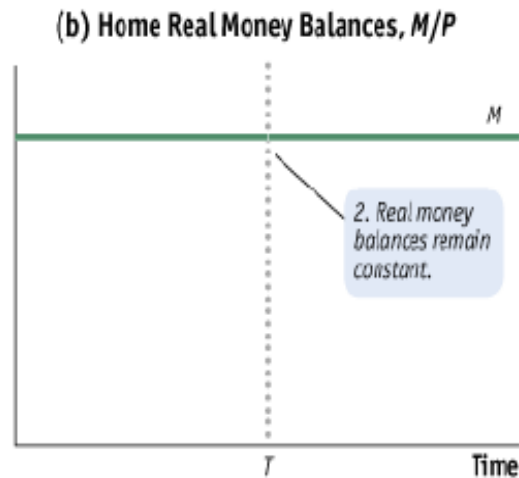 (b) Home Real Money Balances, M/P
M
2. Real money
balances remain
constant.
T
Time